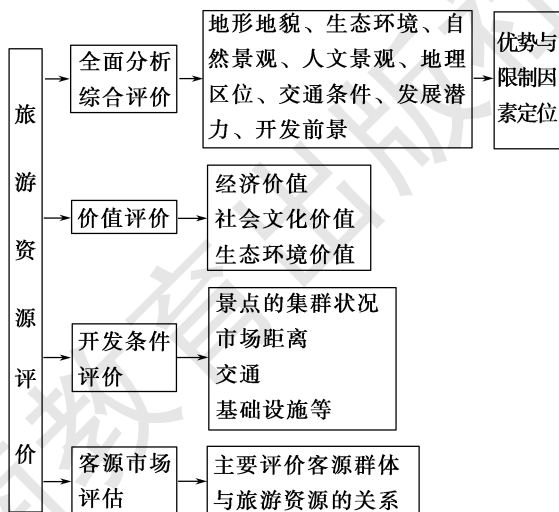 旅游资源评价
全面分析
综合评价
地形地貌、生态环境、自
然景观、人文景观、地理
区位、交通条件、发展潜
力、开发前景
优势与
限制因
素定位
价值评价
经济价值
社会文化价值
生态环境价值
开发条件
评价
景点的集群状况
市场距离
交通
基础设施等
客源市场
评估
主要评价客源群体
与旅游资源的关系